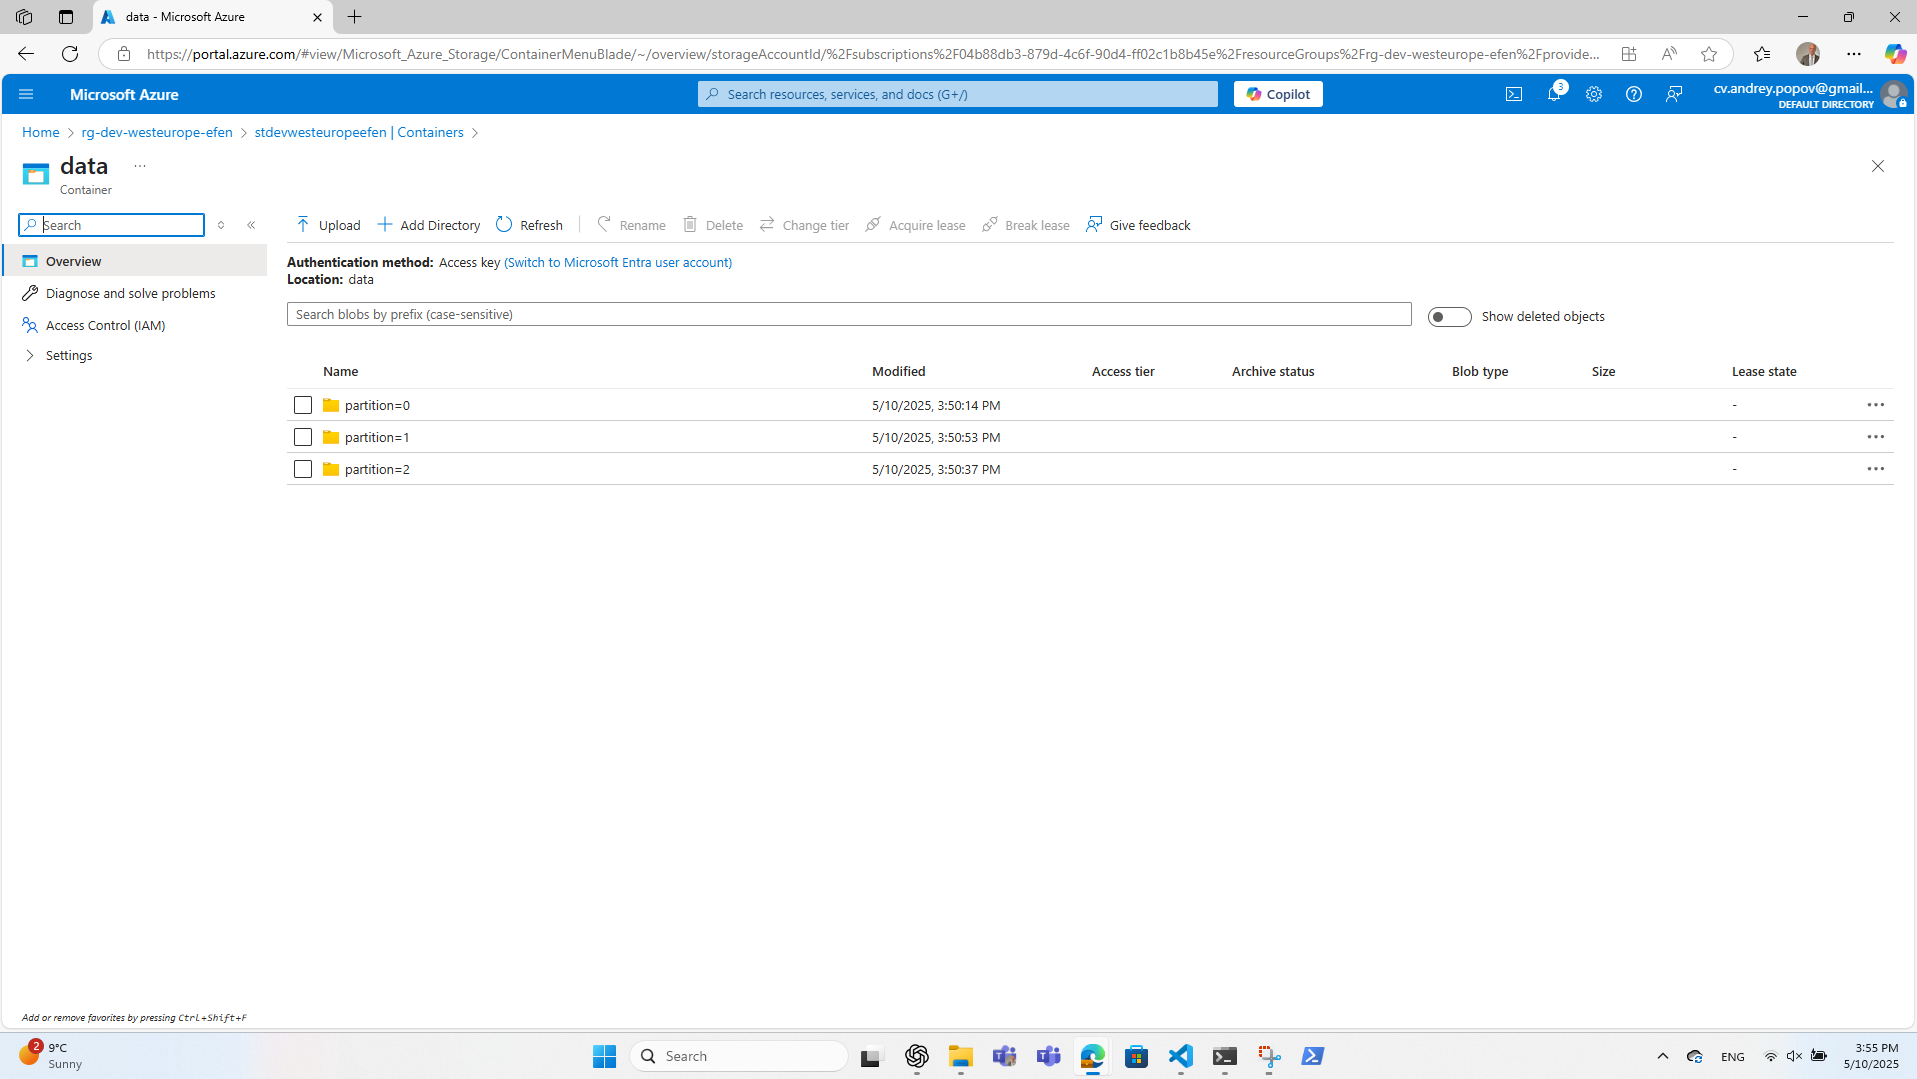 data - Microsoft Azure
https://portal.azure.com/#view/Microsoft_Azure_Storage/ContainerMenuBlade/~/overview/storageAccountId/%2Fsubscriptions%2F04b88db3-879d-4c6f-90d4-ff02c1b8b45e%2FresourceGroups%2Frg-dev-westeurope-efen%2Fprovide...
Microsoft Azure
Search resources, services, and docs (G+/)
Copilot
3
cv.andrey.popov@gmail...
DEFAULT DIRECTORY
Home > rg-dev-westeurope-efen > stdevwesteuropeefen | Containers >
data ...
Container
Search
Upload Add Directory Refresh Rename Delete Change tier Acquire lease Break lease Give feedback
Overview
Diagnose and solve problems
Access Control (IAM)
Settings
Authentication method: Access key (Switch to Microsoft Entra user account)
Location: data
Search blobs by prefix (case-sensitive)
Show deleted objects
Name Modified Access tier Archive status Blob type Size Lease state
partition=0 5/10/2025, 3:50:14 PM - ...
partition=1 5/10/2025, 3:50:53 PM - ...
partition=2 5/10/2025, 3:50:37 PM - ...
Add or remove favorites by pressing Ctrl+Shift+F
2
9°C
Sunny
Search
ENG
3:55 PM
5/10/2025